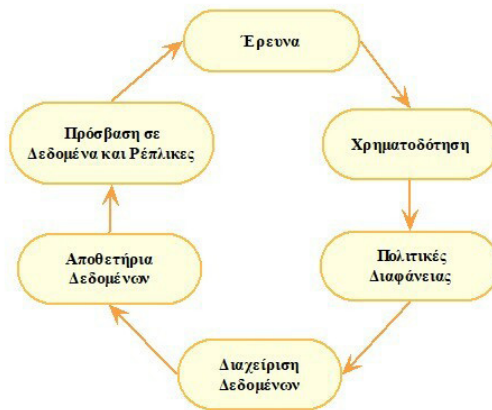 Έρευνα
Χρηματοδότηση
Πολιτικές
Διαφάνειας
Διαχείριση
Δεδομένων
Αποθετήρια
Δεδομένων
Πρόσβαση σε
Δεδομένα και Ρέπλικες